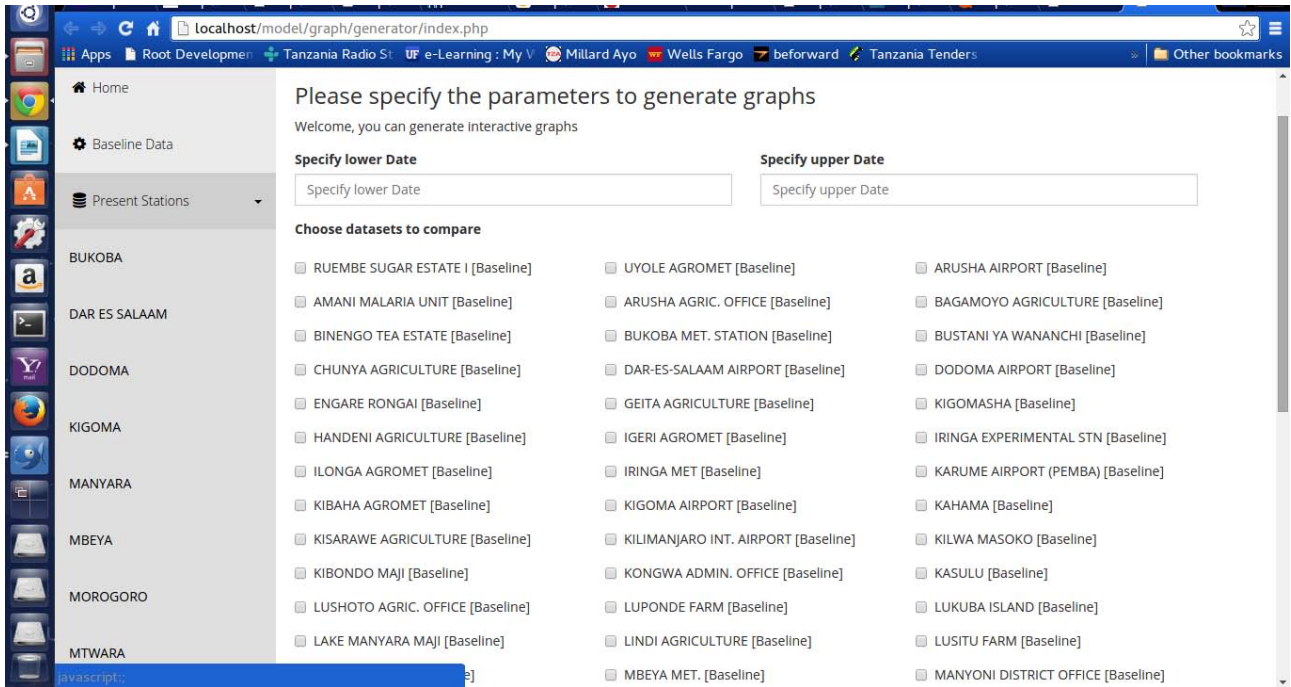 localhost/model/graph/generator/index.php
Apps Root Developmen Tanzania Radio St UF e-Learning : My V Millard Ayo Wells Fargo beforward Tanzania Tenders » Other bookmarks
Home
Baseline Data
Present Stations
BUKOBA
DAR ES SALAAM
DODOMA
KIGOMA
MANYARA
MBEYA
MOROGORO
MTWARA
javascript:;
Please specify the parameters to generate graphs
Welcome, you can generate interactive graphs
Specify lower Date Specify upper Date
Specify lower Date Specify upper Date
Choose datasets to compare
RUEMBE SUGAR ESTATE I [Baseline] UYOLE AGROMET [Baseline] ARUSHA AIRPORT [Baseline]
AMANI MALARIA UNIT [Baseline] ARUSHA AGRIC. OFFICE [Baseline] BAGAMOYO AGRICULTURE [Baseline]
BINENGO TEA ESTATE [Baseline] BUKOBA MET. STATION [Baseline] BUSTANI YA WANANCHI [Baseline]
CHUNYA AGRICULTURE [Baseline] DAR-ES-SALAAM AIRPORT [Baseline] DODOMA AIRPORT [Baseline]
ENGARE RONGAI [Baseline] GEITA AGRICULTURE [Baseline] KIGOMASHA [Baseline]
HANDENI AGRICULTURE [Baseline] IGERI AGROMET [Baseline] IRINGA EXPERIMENTAL STN [Baseline]
ILONGA AGROMET [Baseline] IRINGA MET [Baseline] KARUME AIRPORT (PEMBA) [Baseline]
KIBAHA AGROMET [Baseline] KIGOMA AIRPORT [Baseline] KAHAMA [Baseline]
KISARAWE AGRICULTURE [Baseline] KILIMANJARO INT. AIRPORT [Baseline] KILWA MASOKO [Baseline]
KIBONDO MAJI [Baseline] KONGWA ADMIN. OFFICE [Baseline] KASULU [Baseline]
LUSHOTO AGRIC. OFFICE [Baseline] LUPONDE FARM [Baseline] LUKUBA ISLAND [Baseline]
LAKE MANYARA MAJI [Baseline] LINDI AGRICULTURE [Baseline] LUSITU FARM [Baseline]
e] MBEYA MET. [Baseline] MANYONI DISTRICT OFFICE [Baseline]